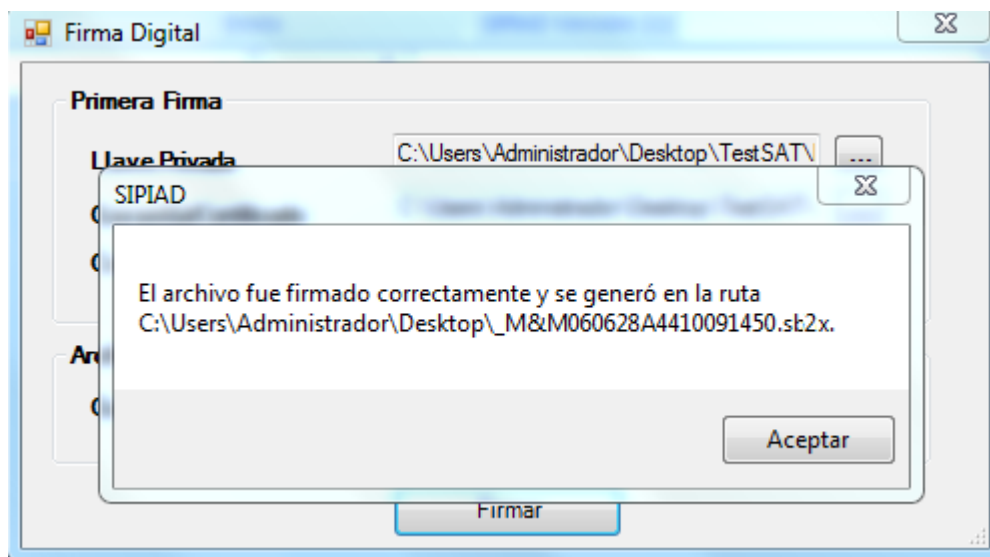 Firma Digital
Primera Firma
Llave Privada
C:\Users\Administrador\Desktop\TestSAT\
...
SIPIAD
El archivo fue firmado correctamente y se generó en la ruta
C:\Users\Administrador\Desktop\_M&M060628A4410091450.sb2x.
Aceptar
Firmar